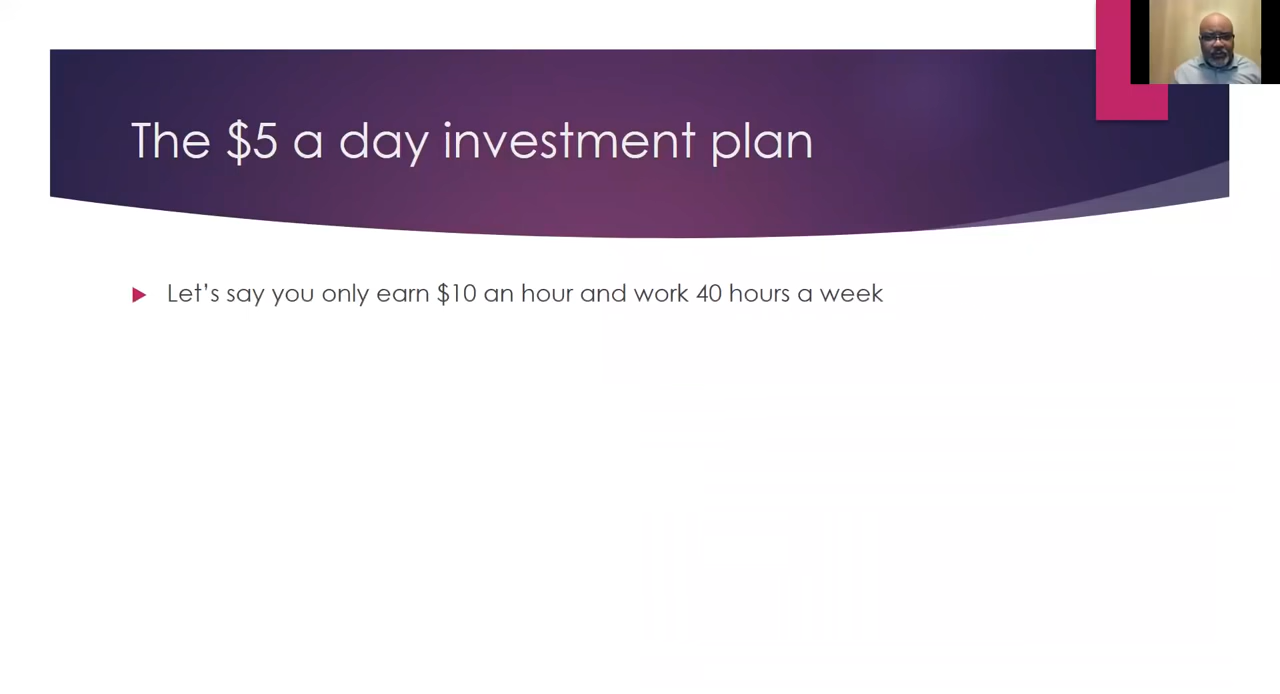 The $5 a day investment plan
Let's say you only earn $10 an hour and work 40 hours a week